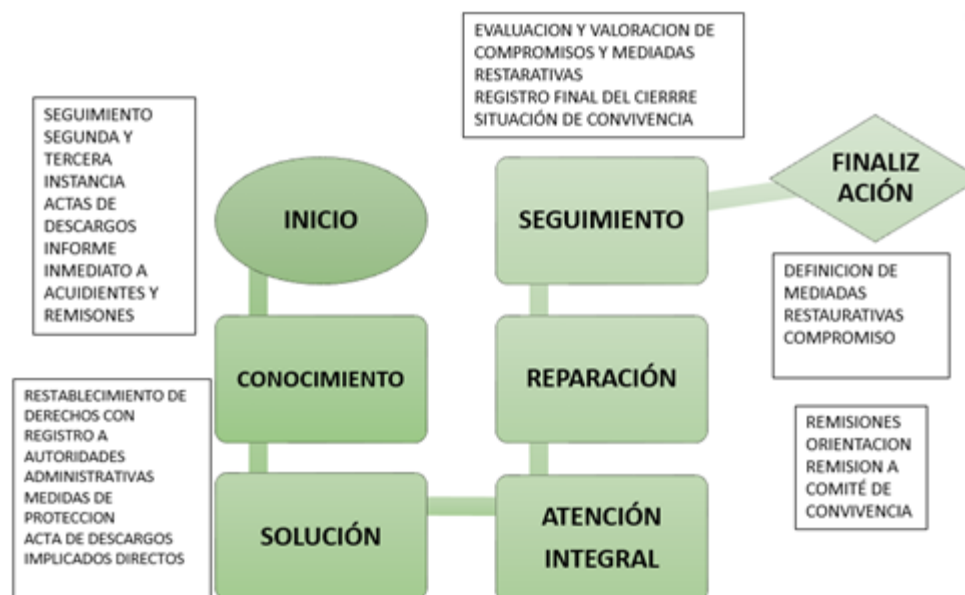 EVALUACION Y VALORACION DE
COMPROMISOS Y MEDIADAS
RESTARATIVAS
REGISTRO FINAL DEL CIERRRE
SITUACIÓN DE CONVIVENCIA
SEGUIMIENTO
SEGUNDA Y
TERCERA
INSTANCIA
ACTAS DE
DESCARGOS
INFORME
INMEDIATO A
ACUIDIENTES Y
REMISONES
INICIO
SEGUIMIENTO
FINALIZ
ACIÓN
DEFINICION DE
MEDIADAS
RESTAURATIVAS
COMPROMISO
CONOCIMIENTO
REPARACIÓN
RESTABLECIMIENTO DE
DERECHOS CON
REGISTRO A
AUTORIDADES
ADMINISTRATIVAS
MEDIDAS DE
PROTECCION
ACTA DE DESCARGOS
IMPLICADOS DIRECTOS
REMISIONES
ORIENTACION
REMISION A
COMITÉ DE
CONVIVENCIA
SOLUCIÓN
ATENCIÓN
INTEGRAL